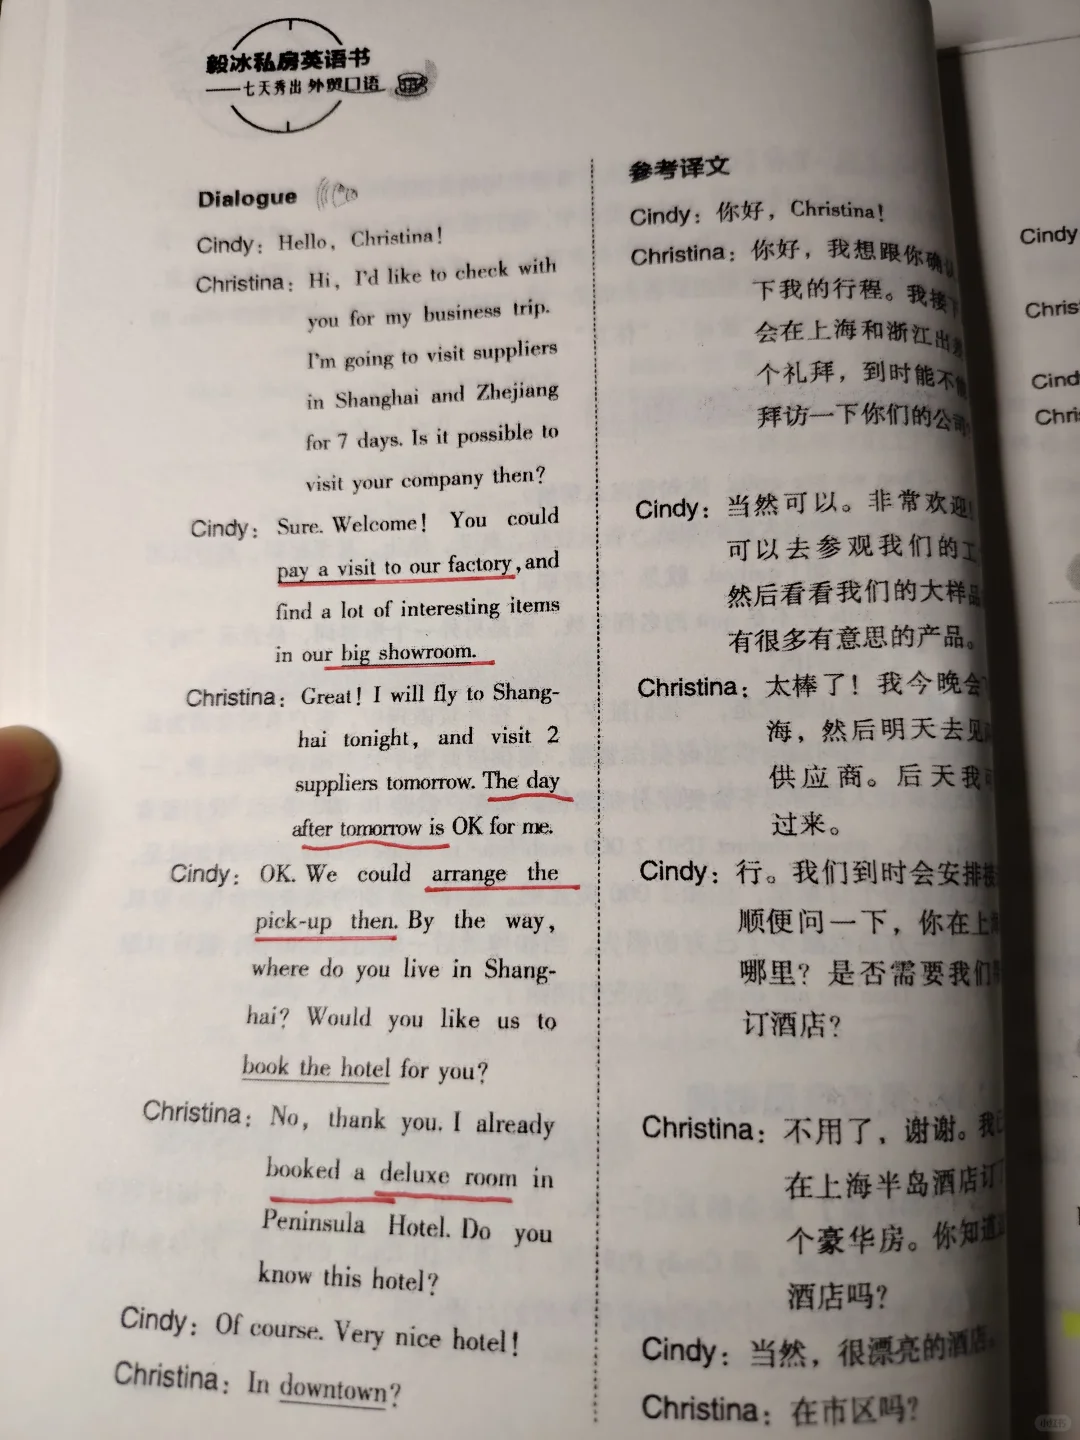 毅冰私房英语书
——七天秀出 外贸口语
Dialogue
Cindy: Hello, Christina!
Christina: Hi, I'd like to check with
you for my business trip.
I'm going to visit suppliers
in Shanghai and Zhejiang
for 7 days. Is it possible to
visit your company then?
Cindy: Sure. Welcome! You could
pay a visit to our factory, and
find a lot of interesting items
in our big showroom.
Christina: Great! I will fly to Shang-
hai tonight, and visit 2
suppliers tomorrow. The day
after tomorrow is OK for me.
Cindy: OK. We could arrange the
pick-up then. By the way,
where do you live in Shang-
hai? Would you like us to
book the hotel for you?
Christina: No, thank you. I already
booked a deluxe room in
Peninsula Hotel. Do you
know this hotel?
Cindy: Of course. Very nice hotel!
Christina: In downtown?
参考译文
Cindy: 你好, Christina!
Christina: 你好, 我想跟你确
下我的行程。我接下
会在上海和浙江出差
个礼拜, 到时能不能
拜访一下你们的公司
Cindy: 当然可以。非常欢迎!
可以去参观我们的工
然后看看我们的大样品
有很多有意思的产品。
Christina: 太棒了! 我今晚会
海, 然后明天去见
供应商。后天我可
过来。
Cindy: 行。我们到时会安排接
顺便问一下, 你在上海
哪里? 是否需要我们
订酒店?
Christina: 不用了, 谢谢。我已
在上海半岛酒店订了
个豪华房。你知道
酒店吗?
Cindy: 当然, 很漂亮的酒店。
Christina: 在市区吗?
Cindy
Christ
Cind
Chris
小红书